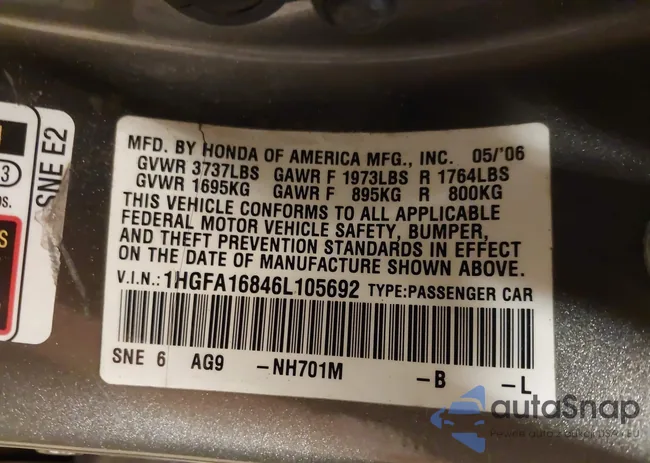 SNE E2
3
os.
S
MFD. BY HONDA OF AMERICA MFG., INC. 05/'06
GVWR 3737LBS GAWR F 1973LBS R 1764LBS
GVWR 1695KG GAWR F 895KG R 800KG
THIS VEHICLE CONFORMS TO ALL APPLICABLE
FEDERAL MOTOR VEHICLE SAFETY, BUMPER,
AND THEFT PREVENTION STANDARDS IN EFFECT
ON THE DATE OF MANUFACTURE SHOWN ABOVE.
V.I.N.: 1HGFA16846L105692 TYPE:PASSENGER CAR
SNE 6 AG9 -NH701M -B -L
autoSnap